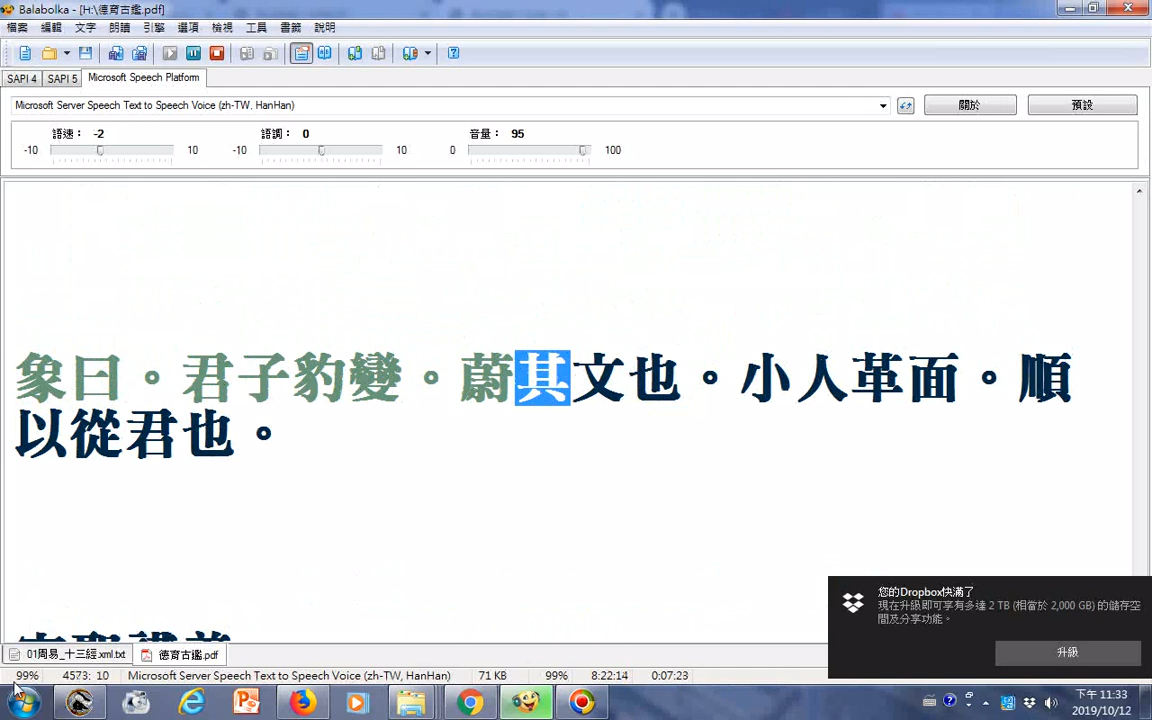 Balabolka - [H:\德育古鑑.pdf]
檔案 編輯 文字 朗讀 引擎 選項 檢視 工具 書籤 說明
SAPI 4 SAPI 5 Microsoft Speech Platform
Microsoft Server Speech Text to Speech Voice (zh-TW, HanHan)
關於 預設
語速： -2 語調： 0 音量： 95
-10 10 -10 10 0 100
象曰。君子豹變。蔚其文也。小人革面。順
以從君也。
您的Dropbox快滿了
現在升級即可享有多達 2 TB (相當於 2,000 GB) 的儲存空
間及分享功能。
升級
01周易_十三經.xml.txt 德育古鑑.pdf
99% 4573: 10 Microsoft Server Speech Text to Speech Voice (zh-TW, HanHan) 71 KB 99% 8:22:14 0:07:23
下午 11:33
2019/10/12